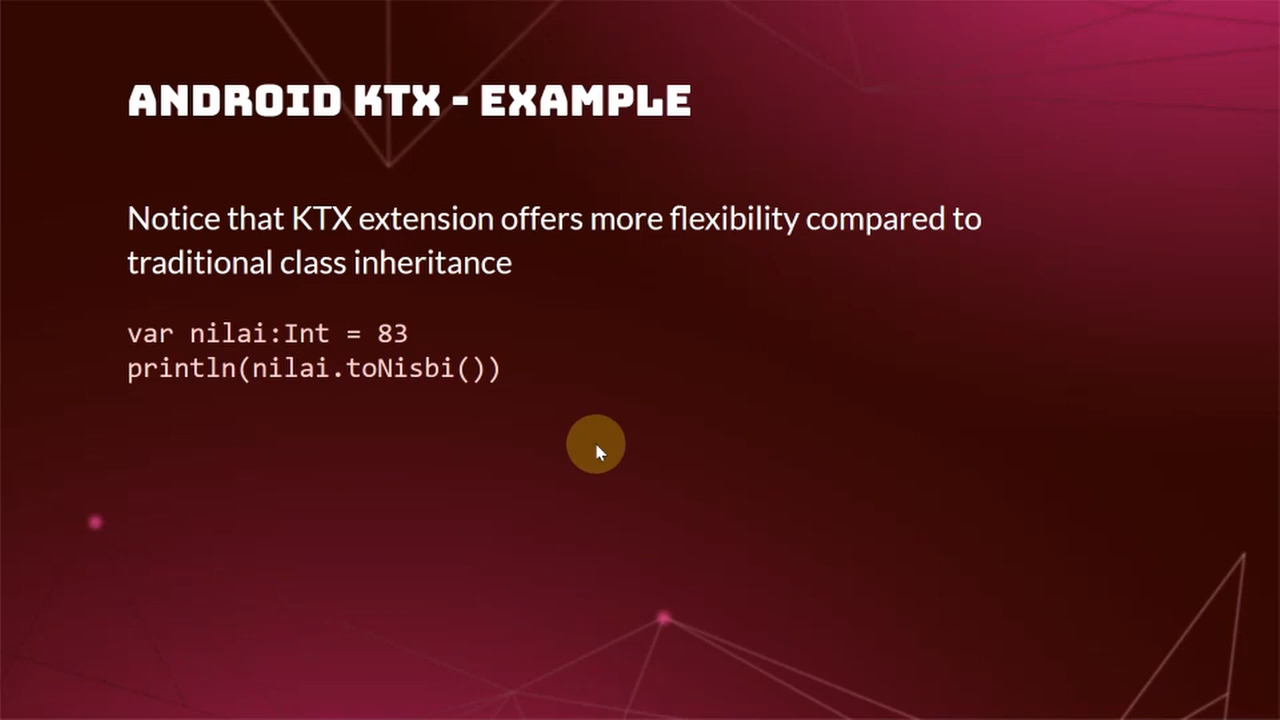 ANDROID KTX - EXAMPLE
Notice that KTX extension offers more flexibility compared to
traditional class inheritance
var nilai:Int = 83
println(nilai.toNisbi())